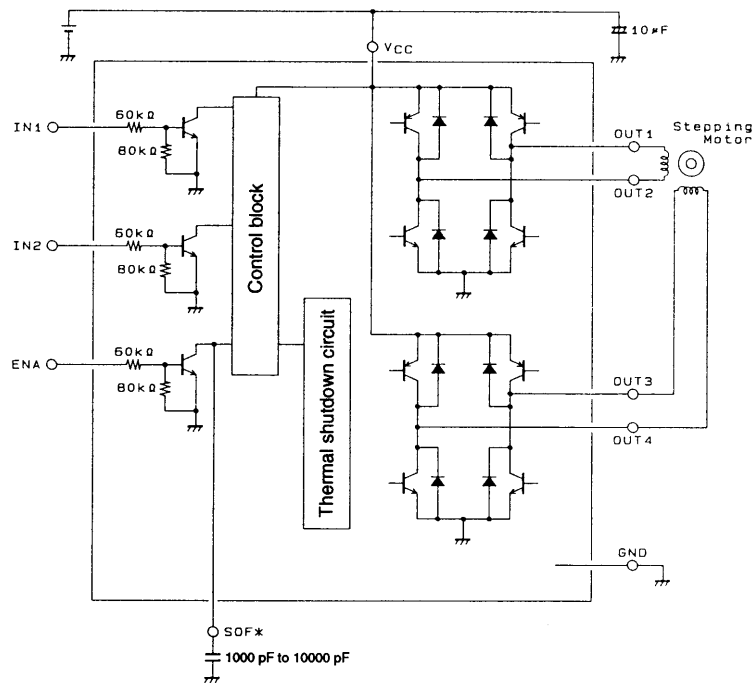 10µF
VCC
60kΩ
IN1
80kΩ
OUT1
Stepping
Motor
OUT2
60kΩ
IN2
80kΩ
Control block
60kΩ
ENA
80kΩ
Thermal shutdown circuit
OUT3
OUT4
GND
SOF*
1000 pF to 10000 pF